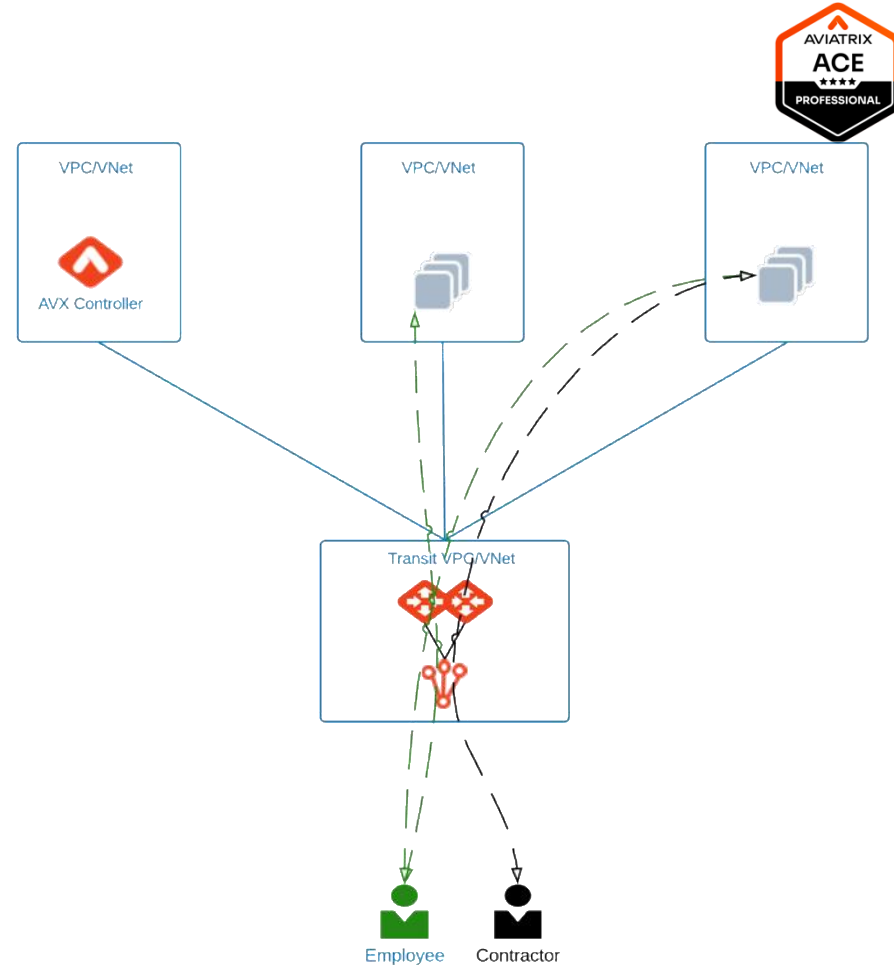 AVIATRIX
ACE
PROFESSIONAL
VPC/VNet
VPC/VNet
VPC/VNet
AVX Controller
Transit VPC/VNet
Employee
Contractor